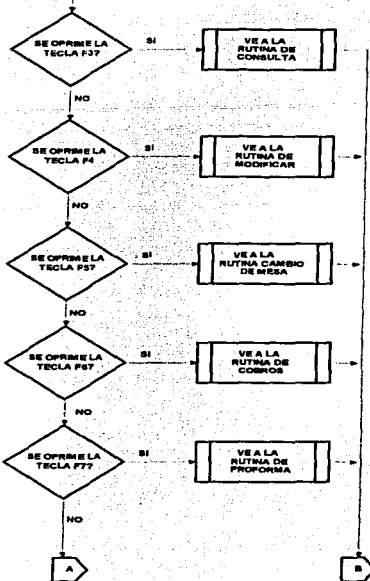 SE OPRIME LA
TECLA F3?
SI
VE A LA
RUTINA DE
CONSULTA
NO
SE OPRIME LA
TECLA F4
SI
VE A LA
RUTINA DE
MODIFICAR
NO
SE OPRIME LA
TECLA F5?
SI
VE A LA
RUTINA CAMBIO
DE MESA
NO
SE OPRIME LA
TECLA F6?
SI
VE A LA
RUTINA DE
COBROS
NO
SE OPRIME LA
TECLA F7?
SI
VE A LA
RUTINA DE
PROFORMA
NO
A
B